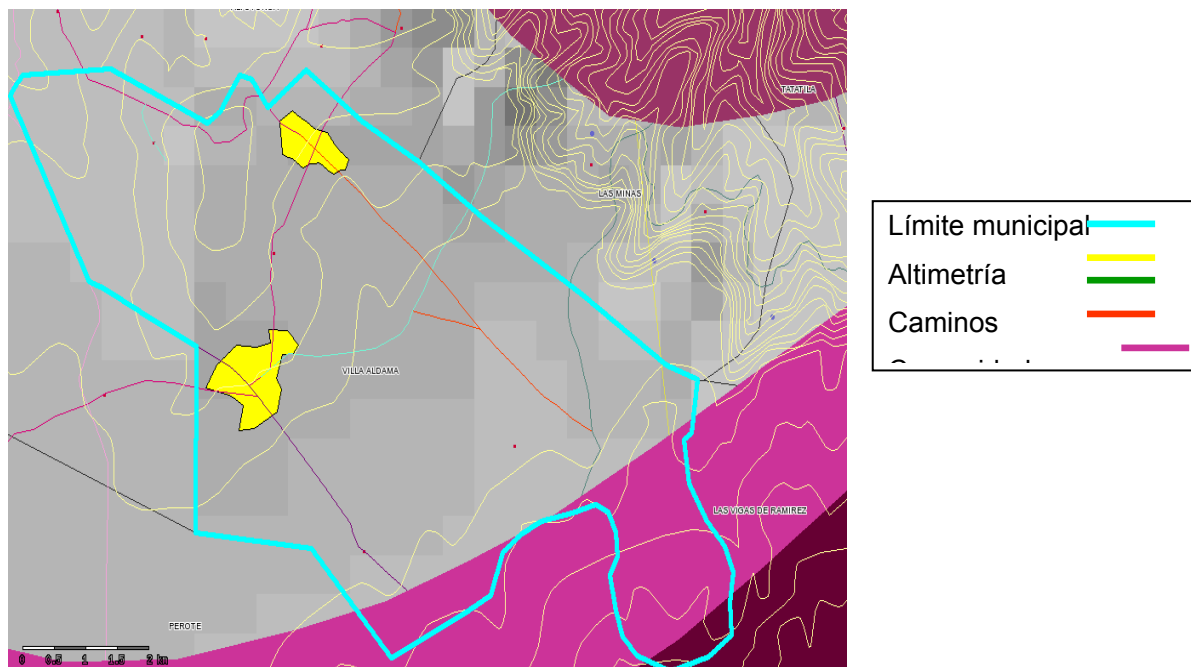 TATATILA
LAS MINAS
VILLA ALDAMA
LAS VIGAS DE RAMIREZ
PEROTE
0 0.5 1 1.5 2 km
Límite municipal
Altimetría
Caminos